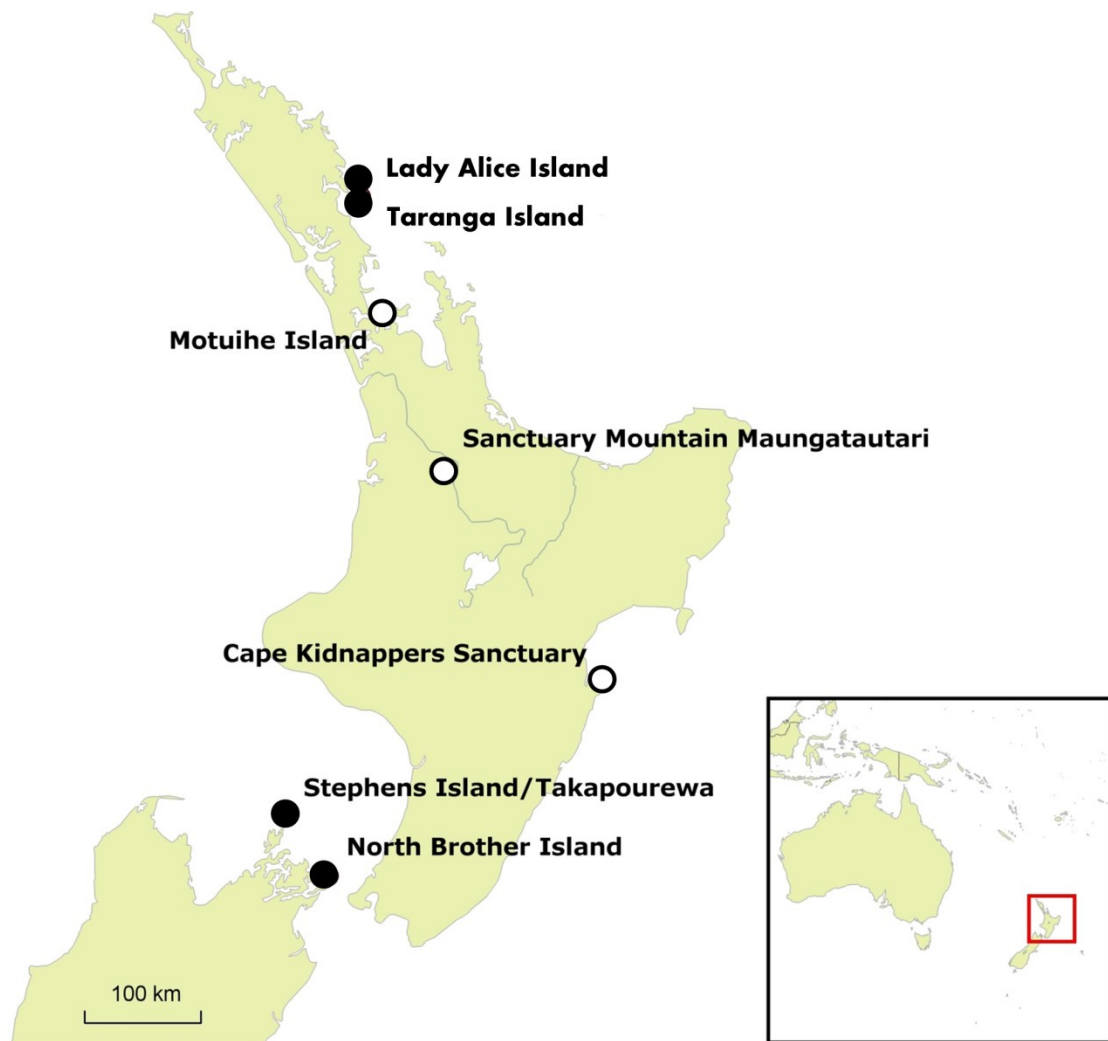 Lady Alice Island
Taranga Island
Motuihe Island
Sanctuary Mountain Maungatautari
Cape Kidnappers Sanctuary
Stephens Island/Takapourewa
North Brother Island
100 km